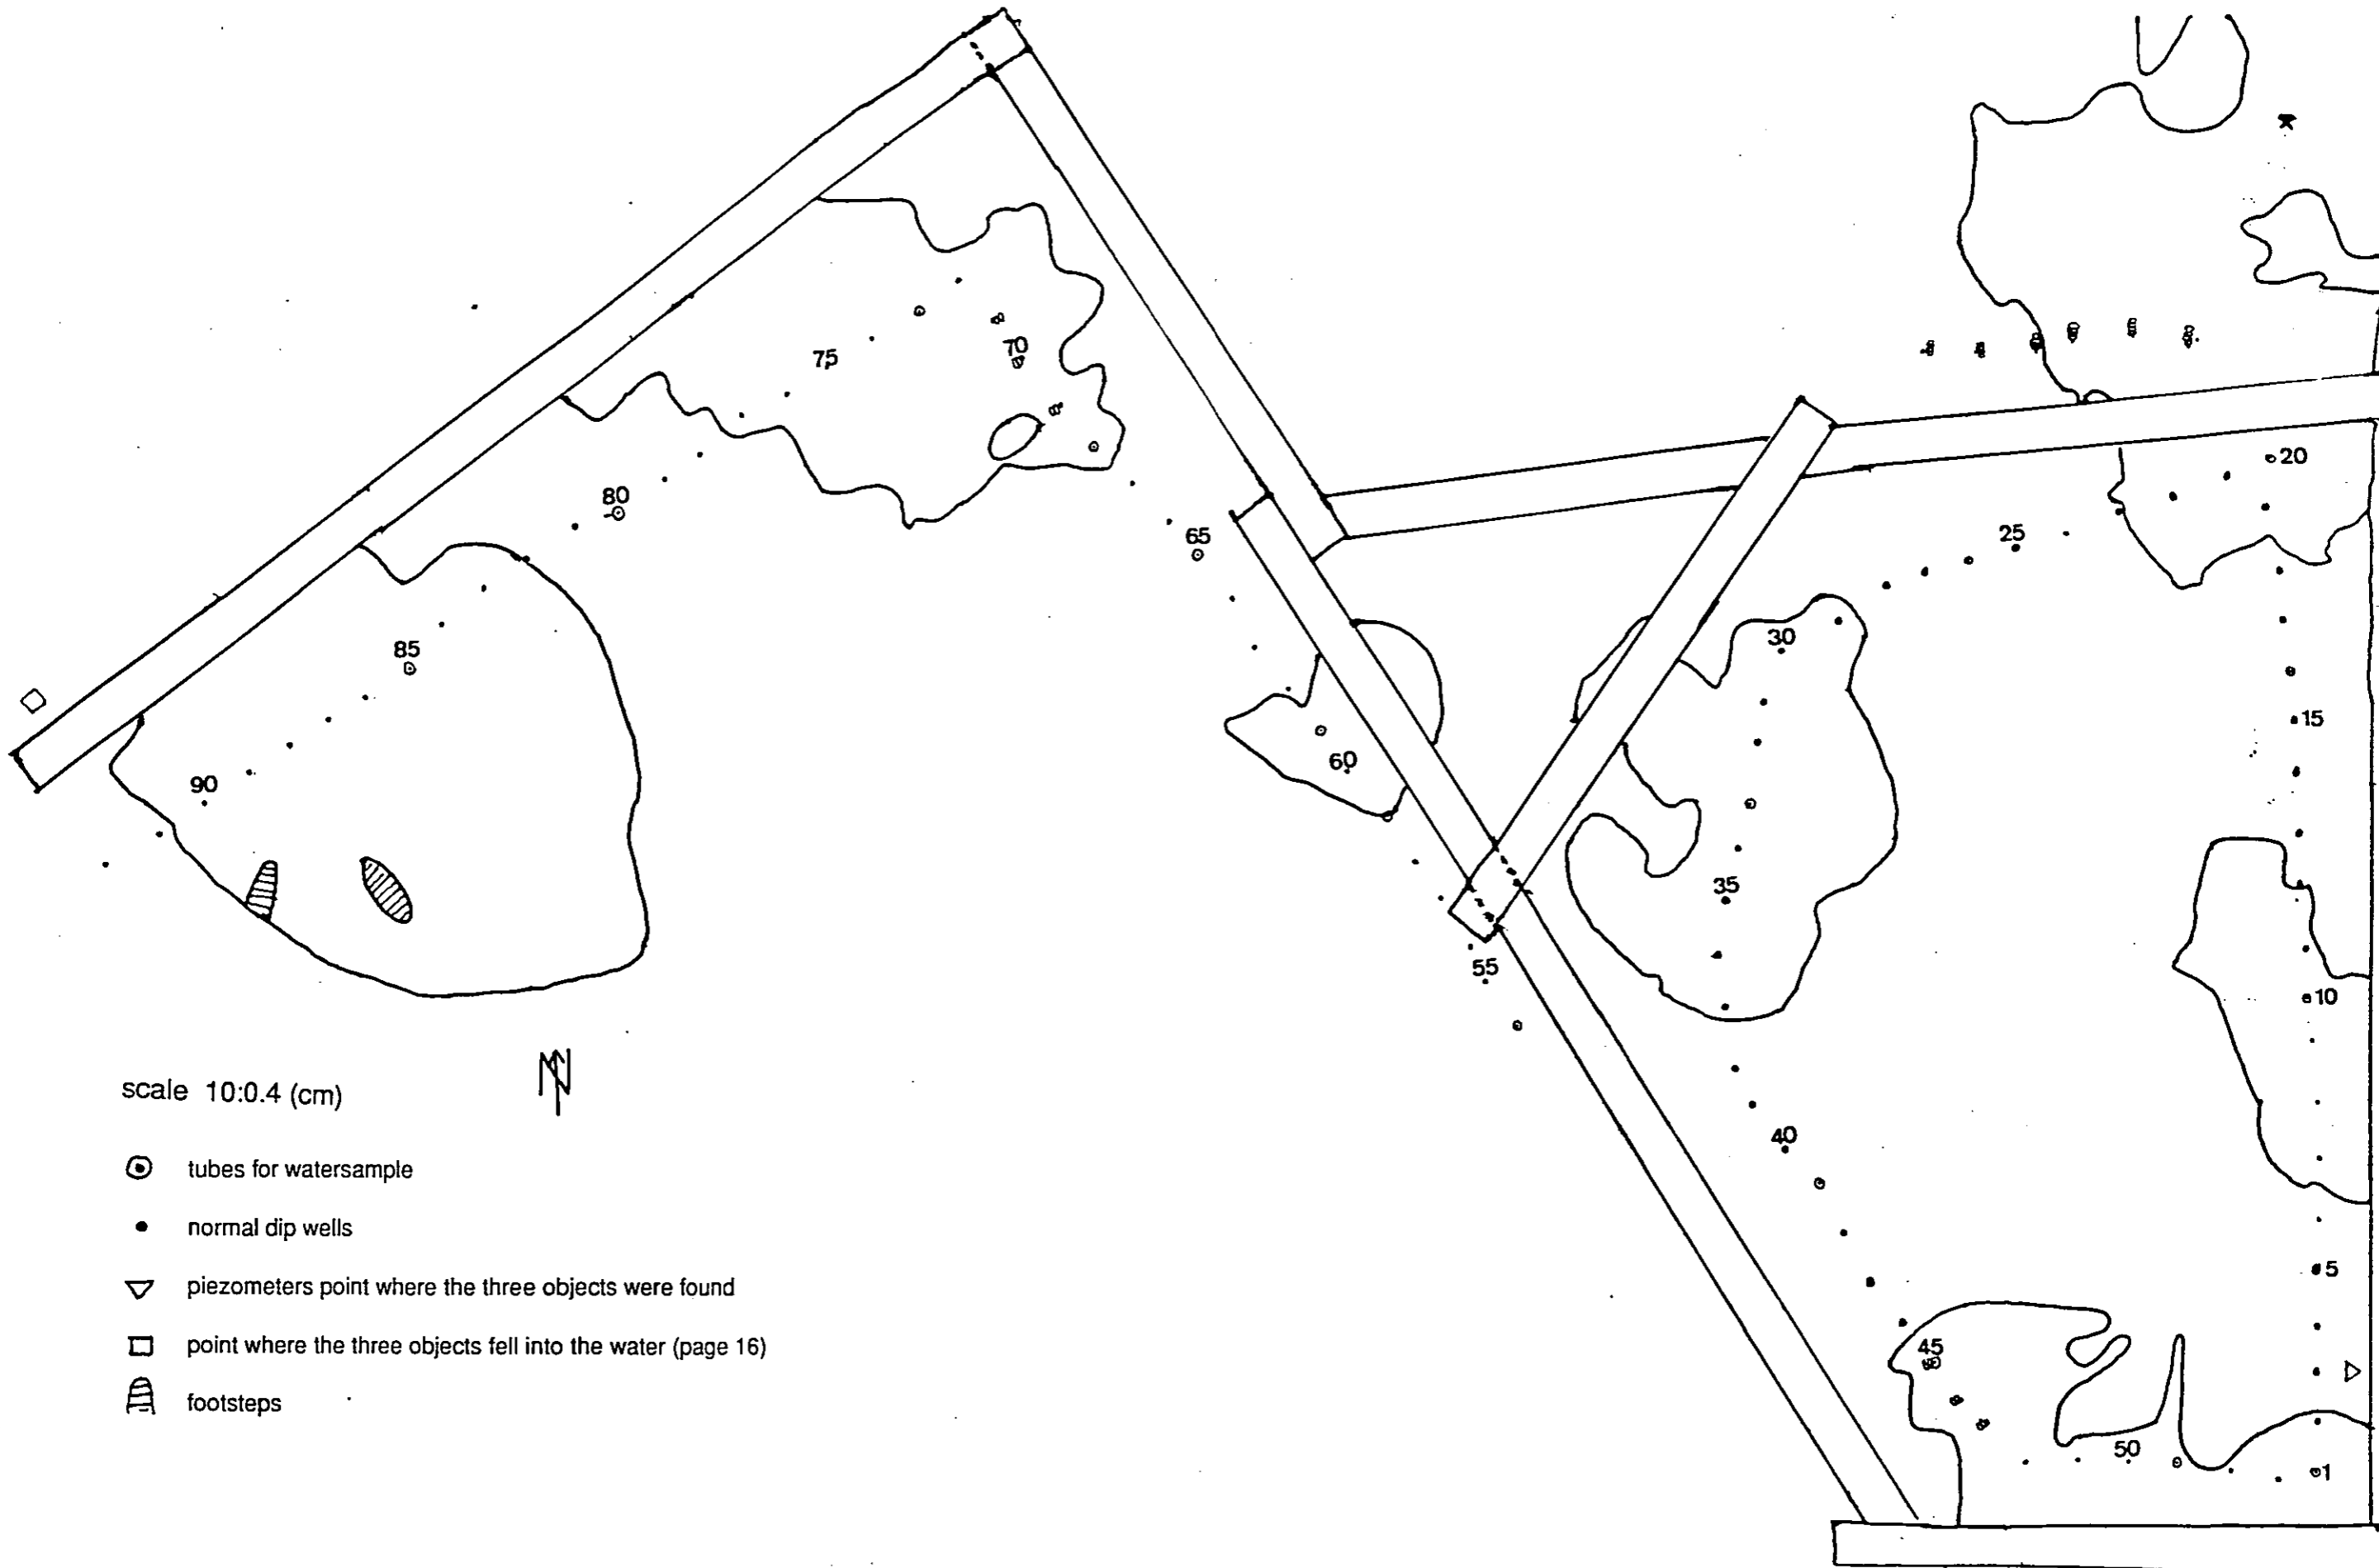 70
75
20
80
65
25
30
85
15
60
90
35
55
10
scale 10:0.4 (cm)
N
40
tubes for watersample
normal dip wells
5
piezometers point where the three objects were found
point where the three objects fell into the water (page 16)
45
footsteps
50
1